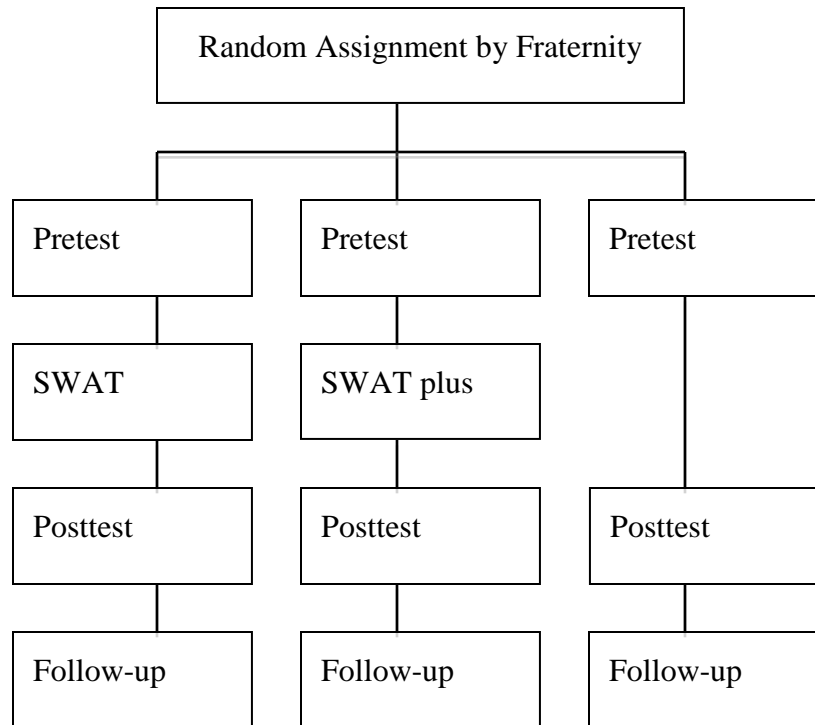 Random Assignment by Fraternity
Pretest
Pretest
Pretest
SWAT
SWAT plus
Posttest
Posttest
Posttest
Follow-up
Follow-up
Follow-up